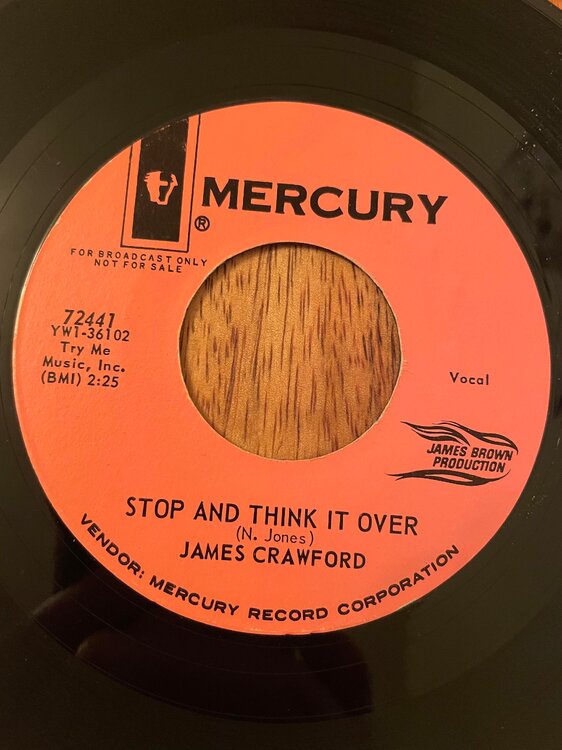 MERCURY
®
FOR BROADCAST ONLY
NOT FOR SALE
72441
YW1-36102
Try Me
Music, Inc.
(BMI) 2:25
Vocal
JAMES BROWN
PRODUCTION
STOP AND THINK IT OVER
(N. Jones)
JAMES CRAWFORD
VENDOR: MERCURY RECORD CORPORATION